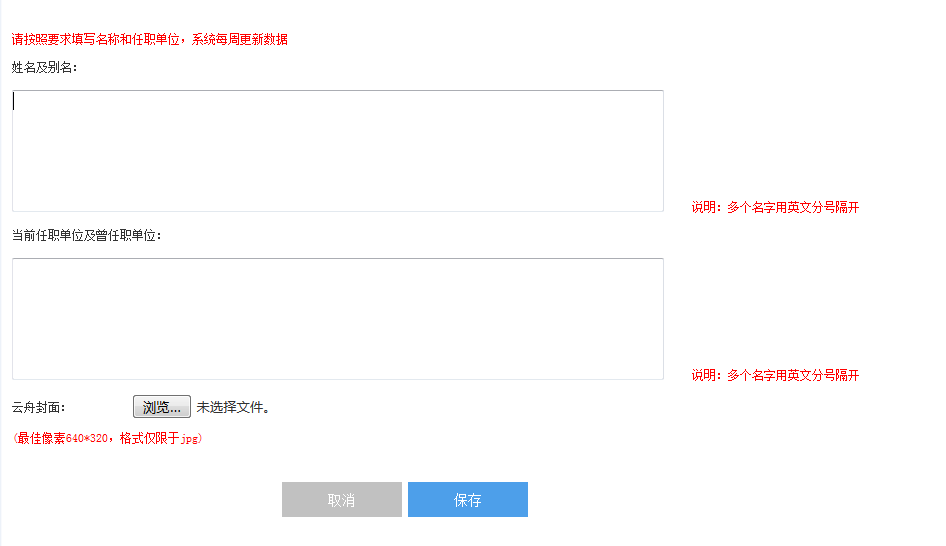 请按照要求填写名称和任职单位，系统每周更新数据
姓名及别名：
说明：多个名字用英文分号隔开
当前任职单位及曾任职单位：
说明：多个名字用英文分号隔开
云舟封面： 浏览... 未选择文件。
(最佳像素640*320，格式仅限于jpg)
取消 保存